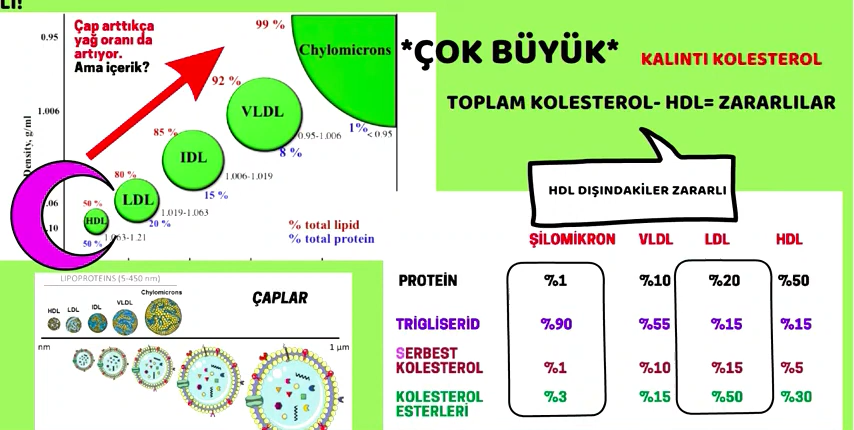 LI!
Çap arttıkça
yağ oranı da
artıyor.
Ama içerik?
99 %
Chylomicrons
1%
< 0.95
0.95
92 %
VLDL
0.95-1.006
8 %
1.006
85 %
IDL
1.006-1.019
15 %
80 %
LDL
1.019-1.063
20 %
50 %
HDL
50 %
1.063-1.21
.06
.10
Density, g/ml
% total lipid
% total protein
*ÇOK BÜYÜK*
KALINTI KOLESTEROL
TOPLAM KOLESTEROL- HDL= ZARARLILAR
HDL DIŞINDAKİLER ZARARLI
ŞİLOMİKRON VLDL LDL HDL
PROTEİN %1 %10 %20 %50
TRİGLİSERİD %90 %55 %15 %15
SERBEST
KOLESTEROL %1 %10 %15 %5
KOLESTEROL
ESTERLERİ %3 %15 %50 %30
LIPOPROTEINS (5-450 nm)
HDL LDL IDL VLDL Chylomicrons
ÇAPLAR
nm 1 µm